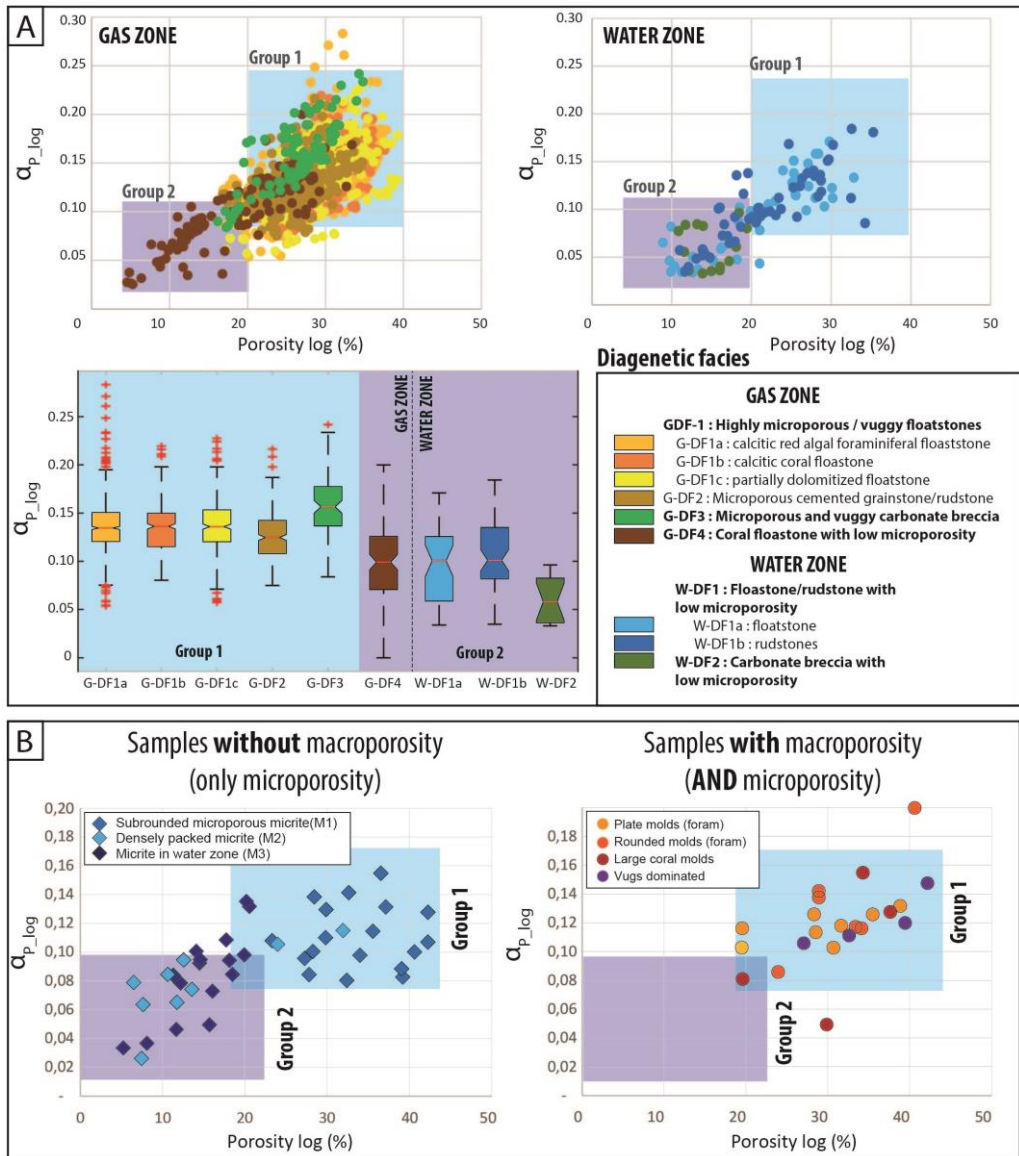 A
GAS ZONE
Group 1
Group 2
αP_log
0.30
0.25
0.20
0.15
0.10
0.05
0 10 20 30 40 50
Porosity log (%)
WATER ZONE
Group 1
Group 2
αP_log
0.30
0.25
0.20
0.15
0.10
0.05
0 10 20 30 40 50
Porosity log (%)
αP_log
0.25
0.20
0.15
0.10
0.05
0
GAS ZONE
WATER ZONE
Group 1
Group 2
G-DF1a G-DF1b G-DF1c G-DF2 G-DF3 G-DF4 W-DF1a W-DF1b W-DF2
Diagenetic facies
GAS ZONE
GDF-1 : Highly microporous / vuggy floatstones
G-DF1a : calcitic red algal foraminiferal floatstone
G-DF1b : calcitic coral floastone
G-DF1c : partially dolomitized floatstone
G-DF2 : Microporous cemented grainstone/rudstone
G-DF3 : Microporous and vuggy carbonate breccia
G-DF4 : Coral floastone with low microporosity
WATER ZONE
W-DF1 : Floastone/rudstone with
low microporosity
W-DF1a : floatstone
W-DF1b : rudstones
W-DF2 : Carbonate breccia with
low microporosity
B
Samples without macroporosity
(only microporosity)
αP_log
0,20
0,18
0,16
0,14
0,12
0,10
0,08
0,06
0,04
0,02
-
Subrounded microporous micrite(M1)
Densely packed micrite (M2)
Micrite in water zone (M3)
Group 1
Group 2
0 10 20 30 40 50
Porosity log (%)
Samples with macroporosity
(AND microporosity)
αP_log
0,20
0,18
0,16
0,14
0,12
0,10
0,08
0,06
0,04
0,02
-
Plate molds (foram)
Rounded molds (foram)
Large coral molds
Vugs dominated
Group 1
Group 2
0 10 20 30 40 50
Porosity log (%)